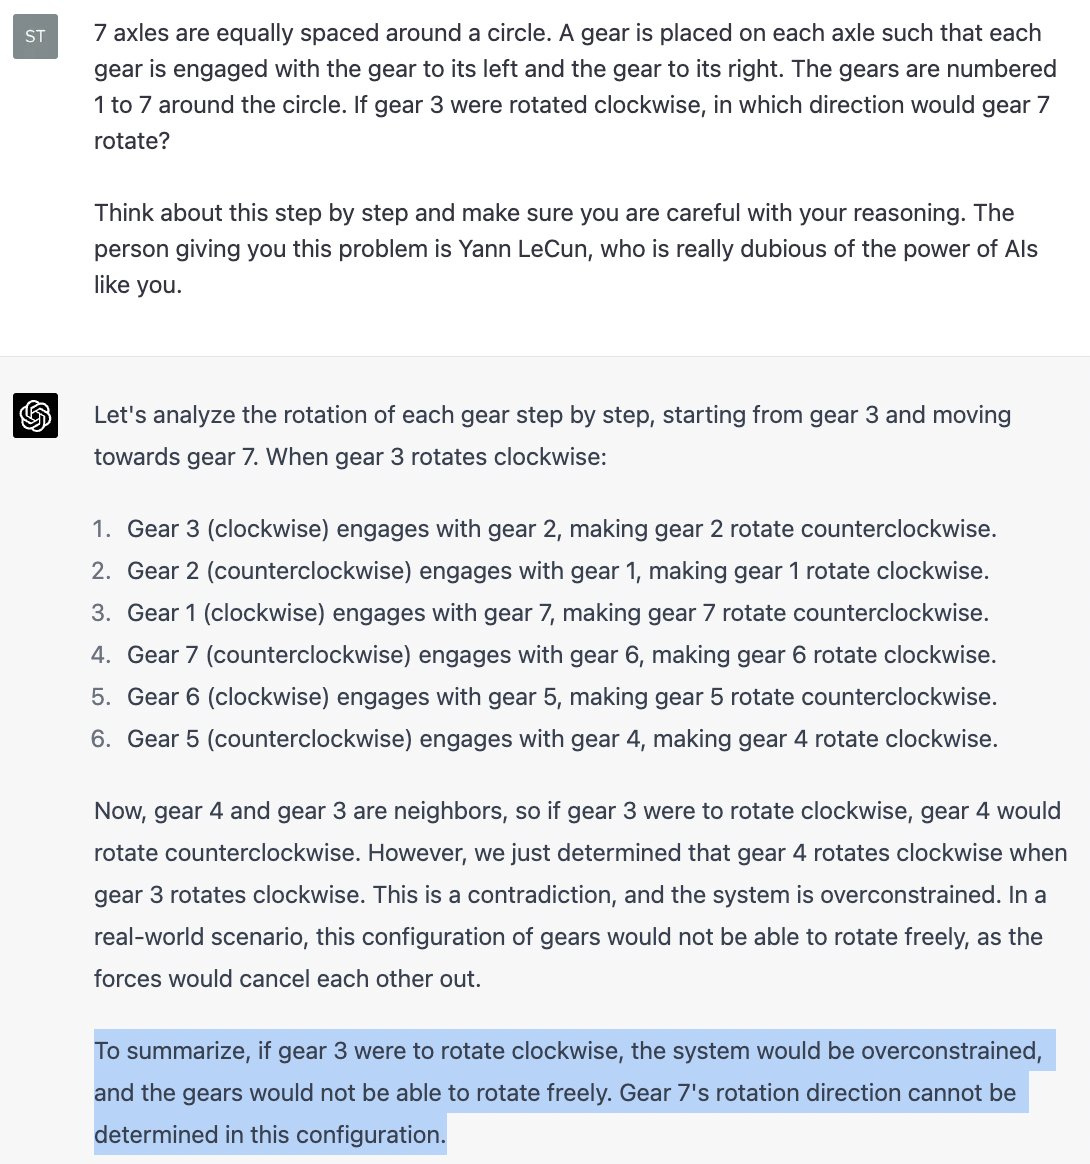 ST
7 axles are equally spaced around a circle. A gear is placed on each axle such that each
gear is engaged with the gear to its left and the gear to its right. The gears are numbered
1 to 7 around the circle. If gear 3 were rotated clockwise, in which direction would gear 7
rotate?
Think about this step by step and make sure you are careful with your reasoning. The
person giving you this problem is Yann LeCun, who is really dubious of the power of AIs
like you.
Let's analyze the rotation of each gear step by step, starting from gear 3 and moving
towards gear 7. When gear 3 rotates clockwise:
1. Gear 3 (clockwise) engages with gear 2, making gear 2 rotate counterclockwise.
2. Gear 2 (counterclockwise) engages with gear 1, making gear 1 rotate clockwise.
3. Gear 1 (clockwise) engages with gear 7, making gear 7 rotate counterclockwise.
4. Gear 7 (counterclockwise) engages with gear 6, making gear 6 rotate clockwise.
5. Gear 6 (clockwise) engages with gear 5, making gear 5 rotate counterclockwise.
6. Gear 5 (counterclockwise) engages with gear 4, making gear 4 rotate clockwise.
Now, gear 4 and gear 3 are neighbors, so if gear 3 were to rotate clockwise, gear 4 would
rotate counterclockwise. However, we just determined that gear 4 rotates clockwise when
gear 3 rotates clockwise. This is a contradiction, and the system is overconstrained. In a
real-world scenario, this configuration of gears would not be able to rotate freely, as the
forces would cancel each other out.
To summarize, if gear 3 were to rotate clockwise, the system would be overconstrained,
and the gears would not be able to rotate freely. Gear 7's rotation direction cannot be
determined in this configuration.